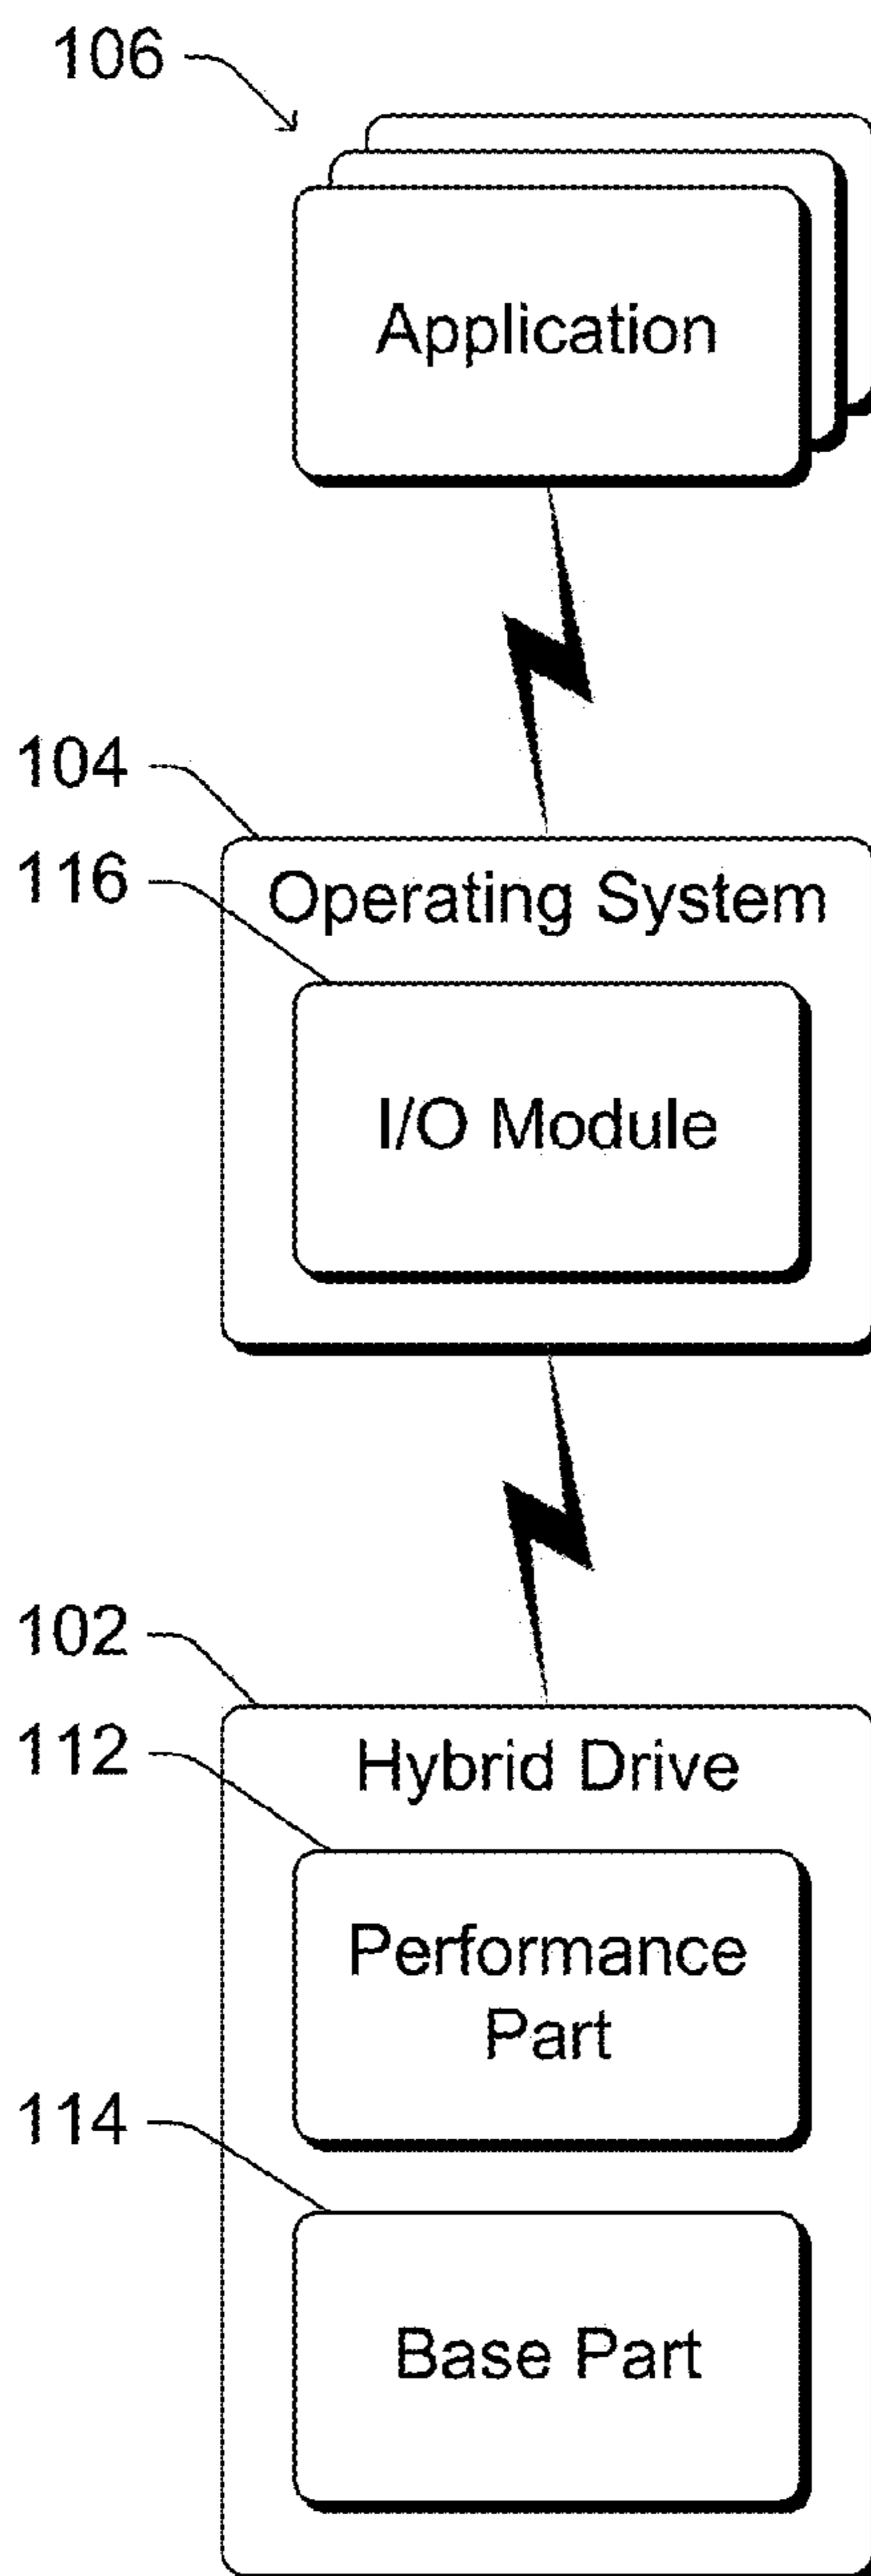 106
Application
104
Operating System
116
I/O Module
102
Hybrid Drive
112
Performance
Part
114
Base Part